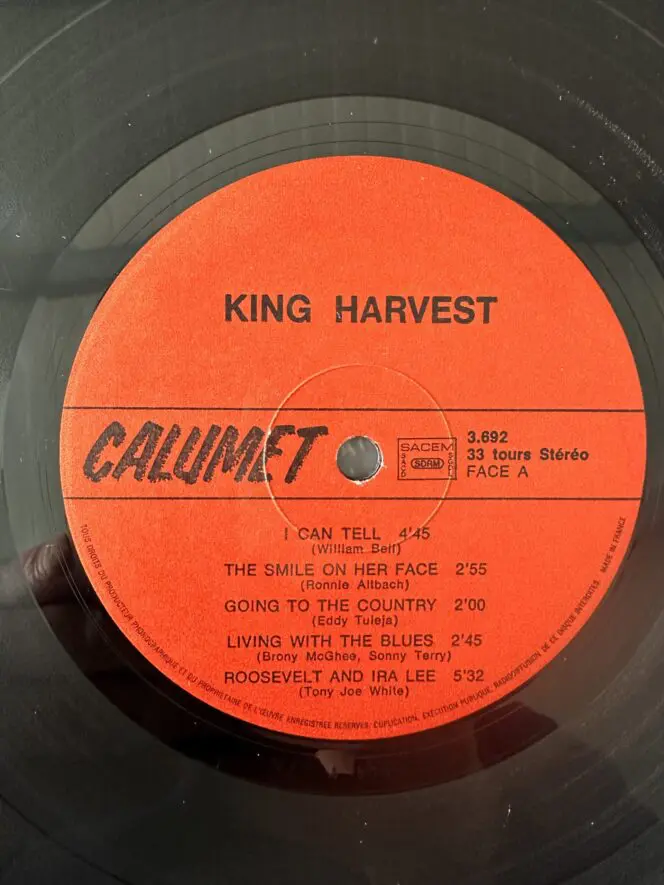 KING HARVEST
CALUMET
SACEM
SACD
SDRM
SGDL
3.692
33 tours Stéréo
FACE A
I CAN TELL 4'45
(William Bell)
THE SMILE ON HER FACE 2'55
(Ronnie Altbach)
GOING TO THE COUNTRY 2'00
(Eddy Tuleja)
LIVING WITH THE BLUES 2'45
(Brony McGhee, Sonny Terry)
ROOSEVELT AND IRA LEE 5'32
(Tony Joe White)
TOUS DROITS DU PRODUCTEUR PHONOGRAPHIQUE ET DU PROPRIETAIRE DE L'ŒUVRE ENREGISTREE RESERVES. DUPLICATION, EXECUTION PUBLIQUE, RADIODIFFUSION DE CE DISQUE INTERDITES. MADE IN FRANCE